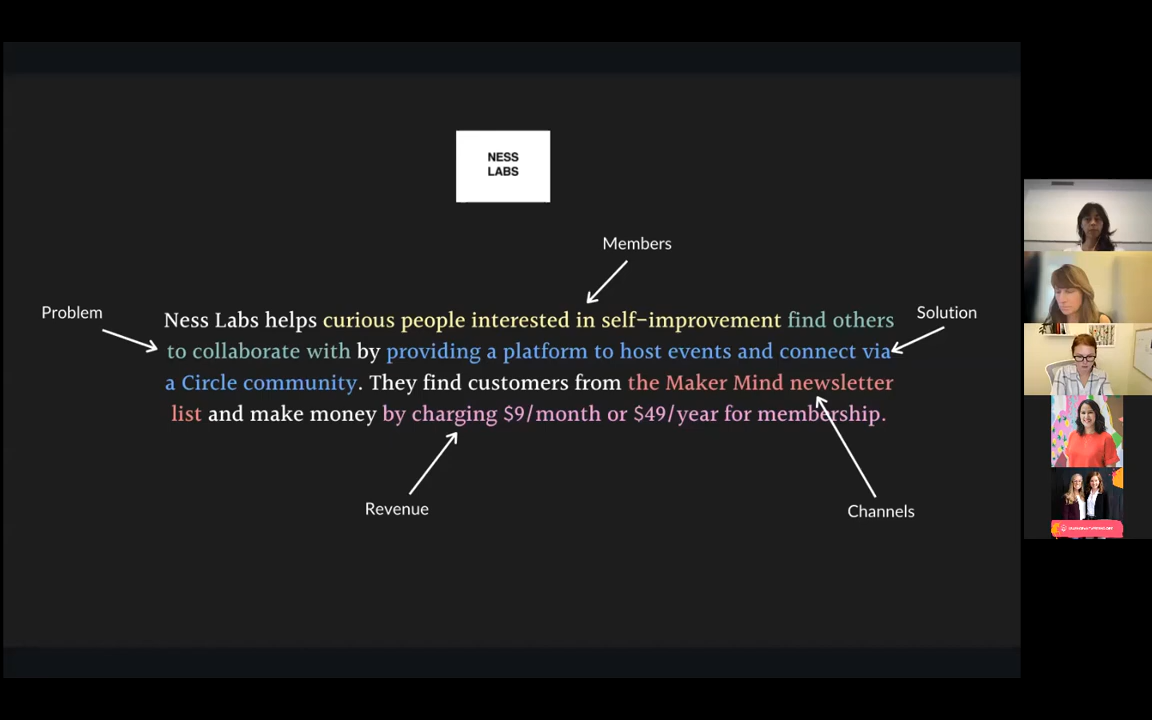 NESS
LABS
Members
Problem
Solution
Ness Labs helps curious people interested in self-improvement find others
to collaborate with by providing a platform to host events and connect via
a Circle community. They find customers from the Maker Mind newsletter
list and make money by charging $9/month or $49/year for membership.
Revenue
Channels